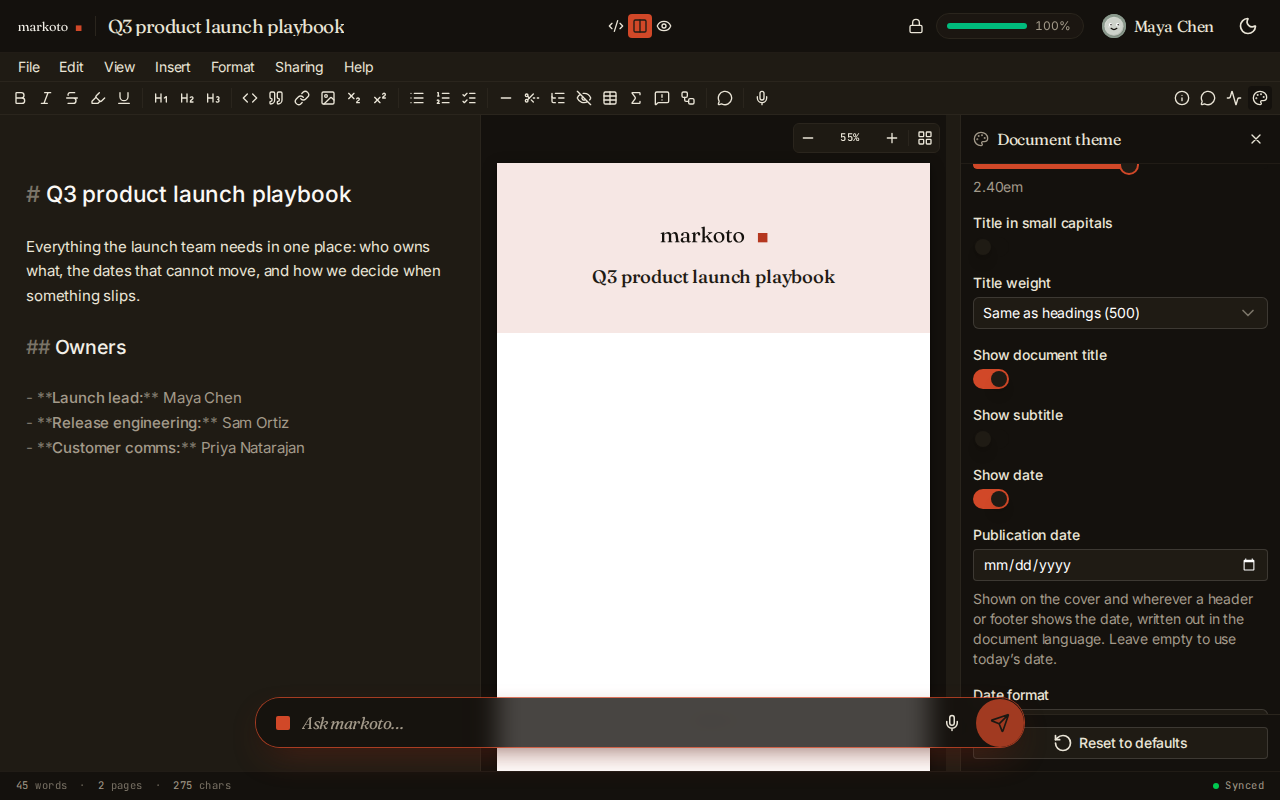 markoto
Q3 product launch playbook
100%
Maya Chen
File Edit View Insert Format Sharing Help
H1 H2 H3
55%
Document theme
# Q3 product launch playbook
Everything the launch team needs in one place: who owns
what, the dates that cannot move, and how we decide when
something slips.
## Owners
- **Launch lead:** Maya Chen
- **Release engineering:** Sam Ortiz
- **Customer comms:** Priya Natarajan
markoto
Q3 product launch playbook
2.40em
Title in small capitals
Title weight
Same as headings (500)
Show document title
Show subtitle
Show date
Publication date
mm/dd/yyyy
Shown on the cover and wherever a header
or footer shows the date, written out in the
document language. Leave empty to use
today's date.
Date format
Reset to defaults
Ask markoto...
45 words · 2 pages · 275 chars
Synced